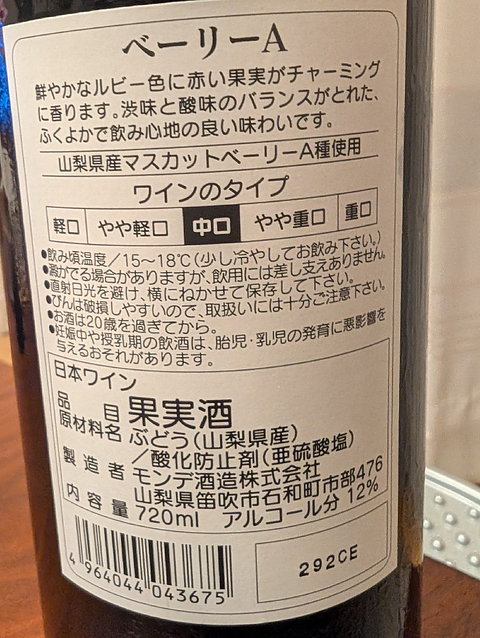 ベーリーA
鮮やかなルビー色に赤い果実がチャーミング
に香ります。渋味と酸味のバランスがとれた、
ふくよかで飲み心地の良い味わいです。
山梨県産マスカットベーリーA種使用
ワインのタイプ
軽口 やや軽口 中口 やや重口 重口
●飲み頃温度／15～18℃(少し冷やしてお飲み下さい。)
●澱がでる場合がありますが、飲用には差し支えありません。
●直射日光を避け、横にねかせて保存して下さい。
●びんは破損しやすいので、取扱いには十分ご注意下さい。
●お酒は20歳を過ぎてから。
●妊娠中や授乳期の飲酒は、胎児・乳児の発育に悪影響を
与えるおそれがあります。
日本ワイン
品目 果実酒
原材料名 ぶどう(山梨県産)
／酸化防止剤(亜硫酸塩)
製造者 モンデ酒造株式会社
山梨県笛吹市石和町市部476
内容量 720ml アルコール分 12%
4 964044 043675
292CE